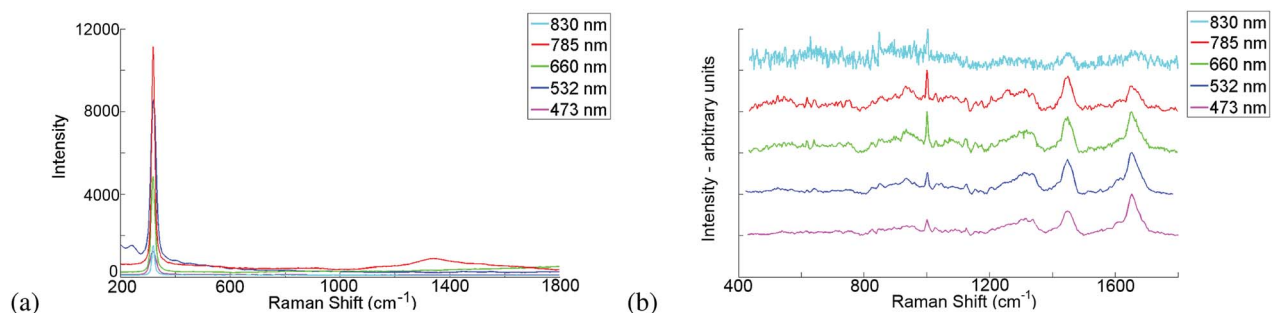 12000
8000
4000
0
Intensity
200
600
1000
1400
1800
Raman Shift (cm-1)
830 nm
785 nm
660 nm
532 nm
473 nm
(a)
Intensity - arbitrary units
400
800
1200
1600
Raman Shift (cm-1)
830 nm
785 nm
660 nm
532 nm
473 nm
(b)